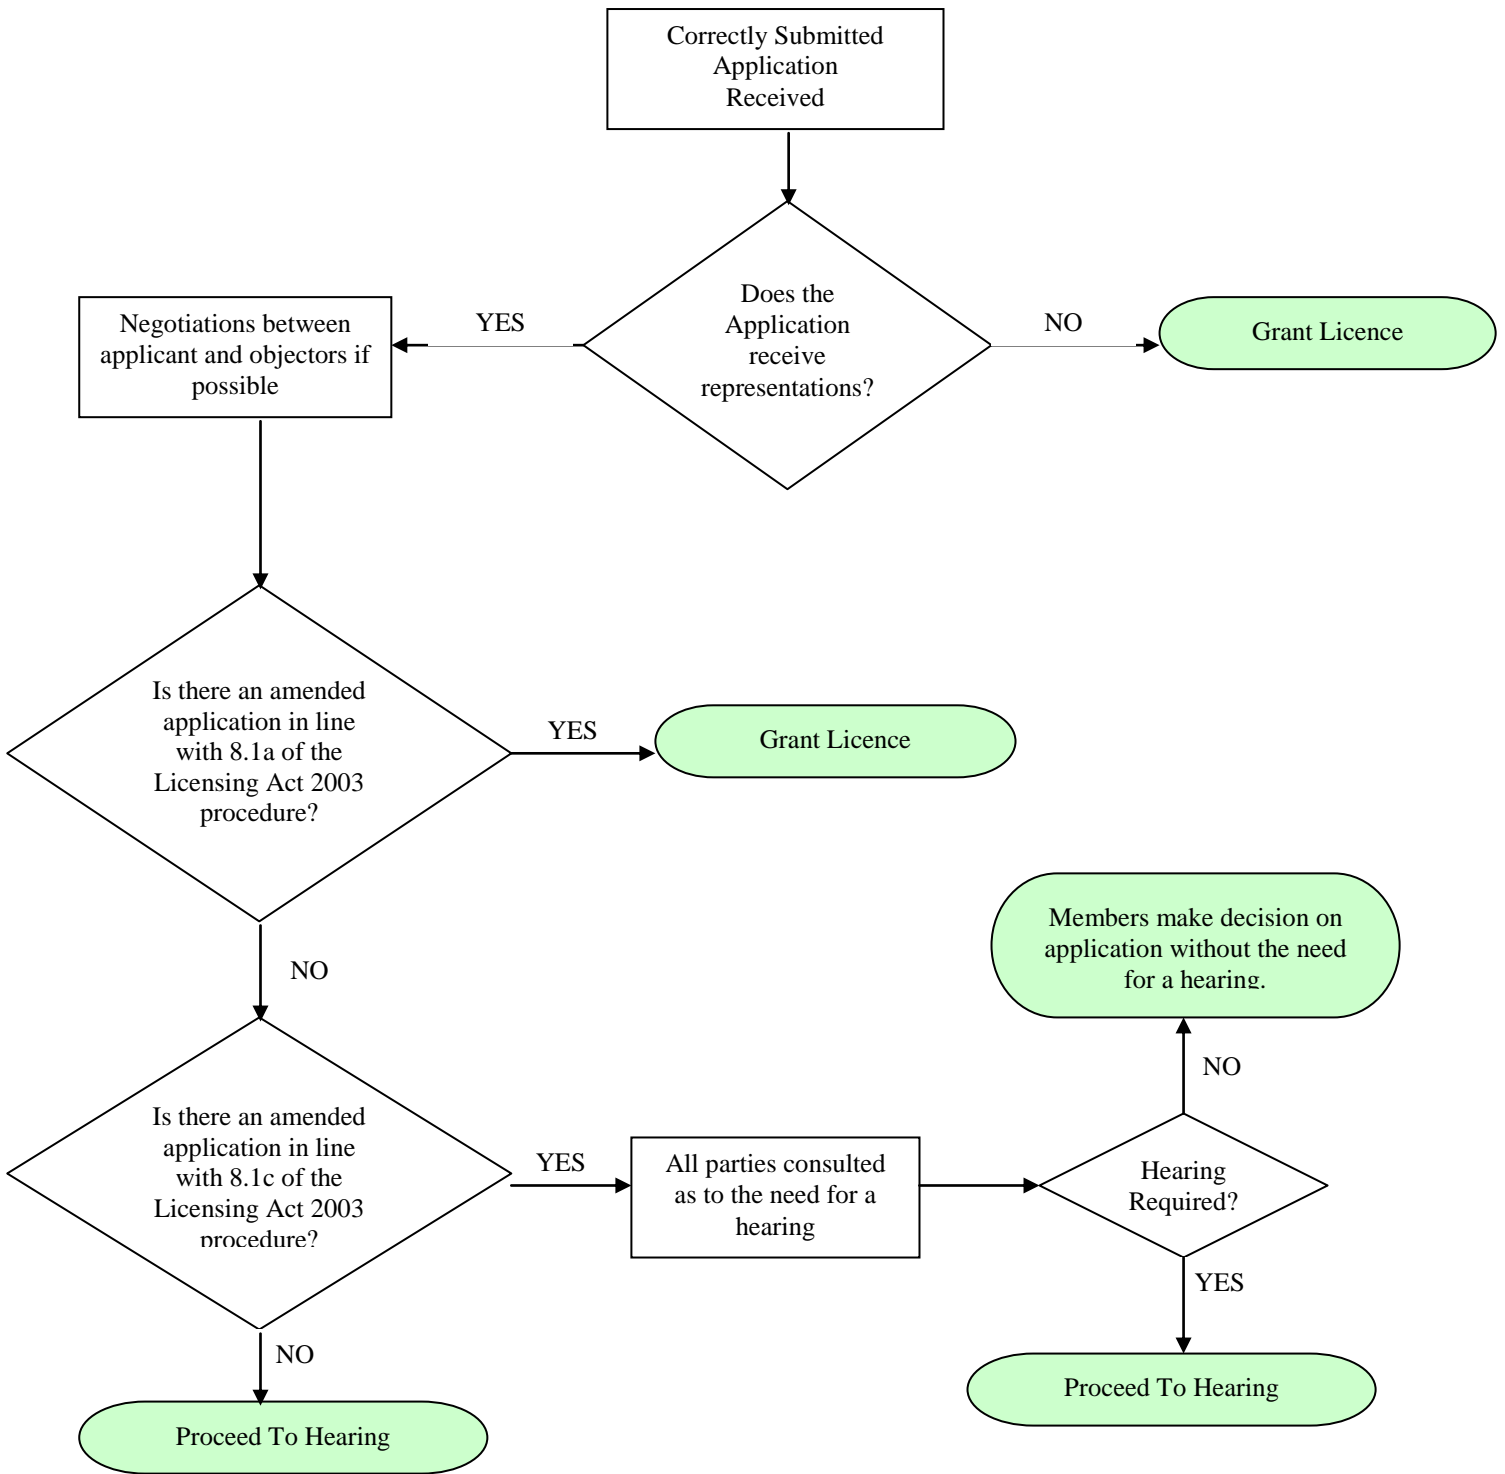 Correctly Submitted
Application
Received
Does the
Application
receive
representations?
YES
NO
Negotiations between
applicant and objectors if
possible
Grant Licence
Is there an amended
application in line
with 8.1a of the
Licensing Act 2003
procedure?
YES
Grant Licence
NO
Is there an amended
application in line
with 8.1c of the
Licensing Act 2003
procedure?
YES
All parties consulted
as to the need for a
hearing
Hearing
Required?
NO
Members make decision on
application without the need
for a hearing.
YES
Proceed To Hearing
NO
Proceed To Hearing